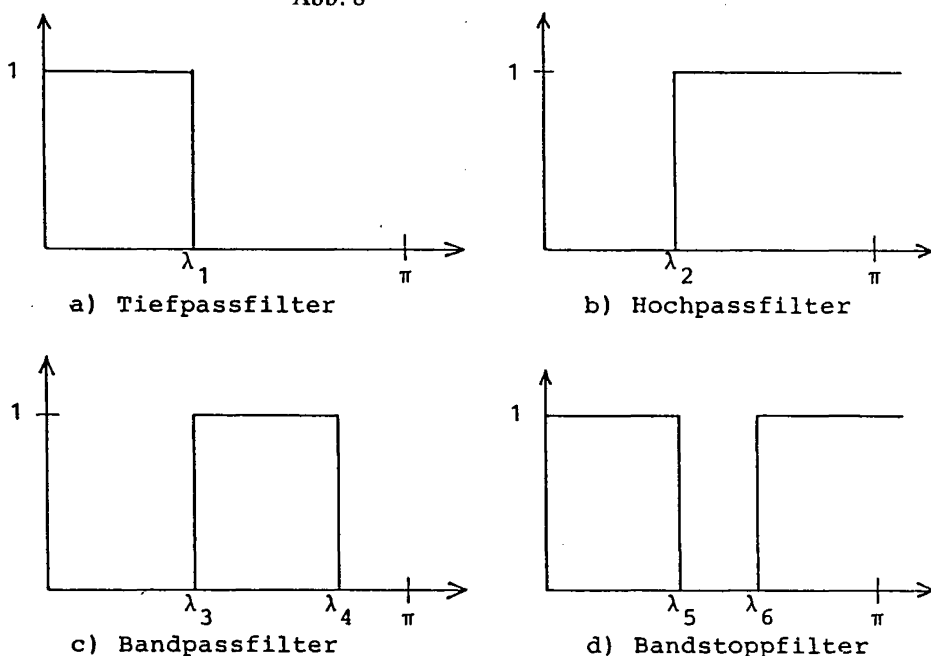 Abb. 8
1
λ1
π
a) Tiefpassfilter
1
λ2
π
b) Hochpassfilter
1
λ3
λ4
π
c) Bandpassfilter
1
λ5
λ6
π
d) Bandstoppfilter